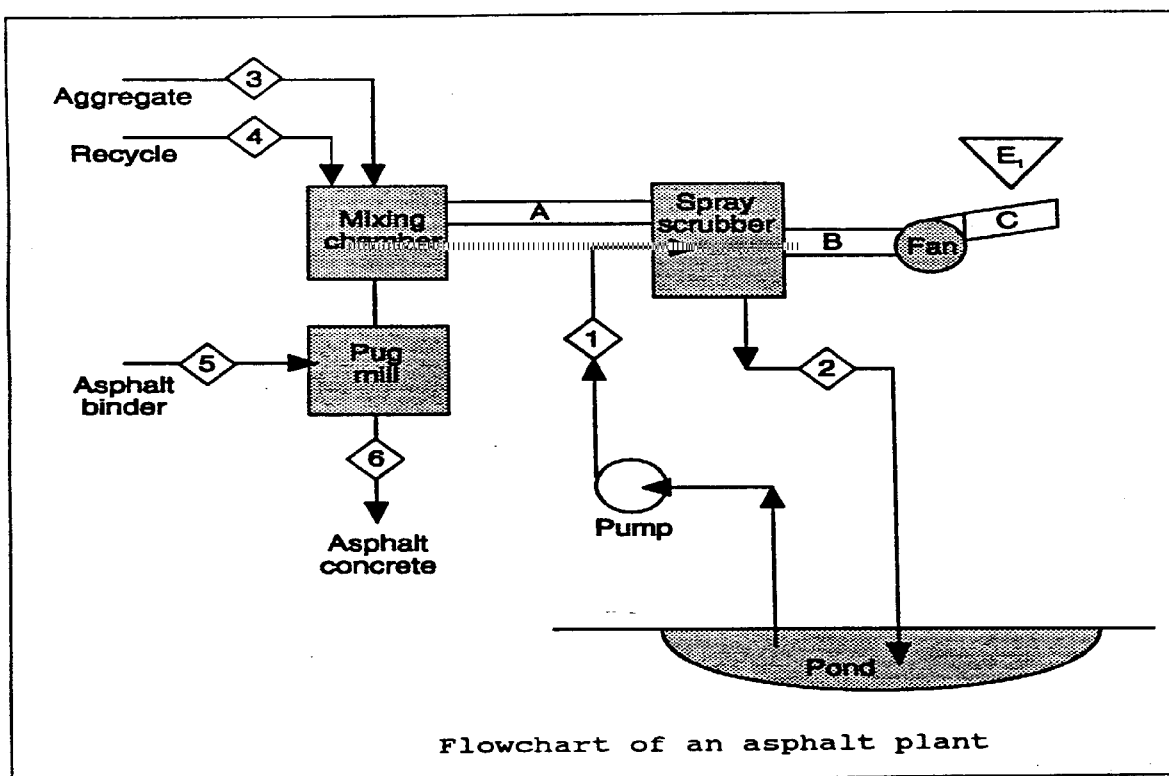 3
Aggregate
4
Recycle
Mixing
chamber
A
Spray
scrubber
B
Fan
C
E1
1
2
5
Asphalt
binder
Pug
mill
6
Asphalt
concrete
Pump
Pond
Flowchart of an asphalt plant